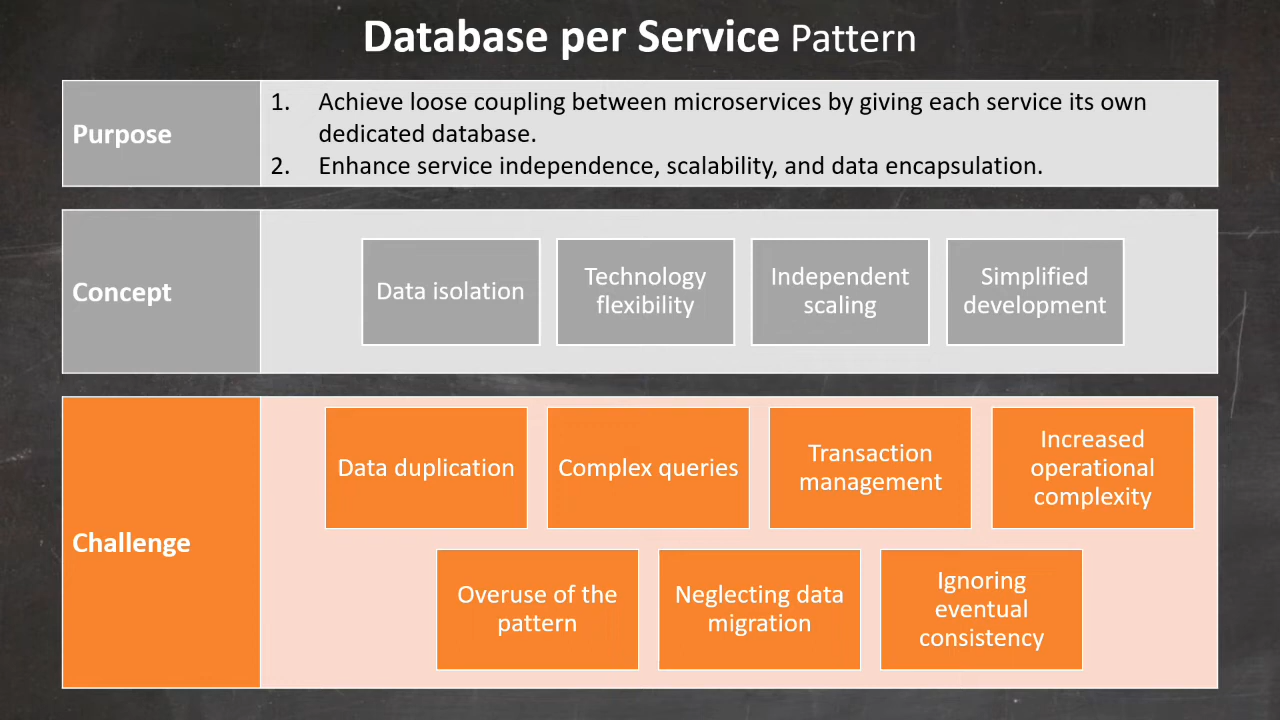 Database per Service Pattern
Purpose
1. Achieve loose coupling between microservices by giving each service its own
dedicated database.
2. Enhance service independence, scalability, and data encapsulation.
Concept
Data isolation
Technology
flexibility
Independent
scaling
Simplified
development
Challenge
Data duplication
Complex queries
Transaction
management
Increased
operational
complexity
Overuse of the
pattern
Neglecting data
migration
Ignoring
eventual
consistency